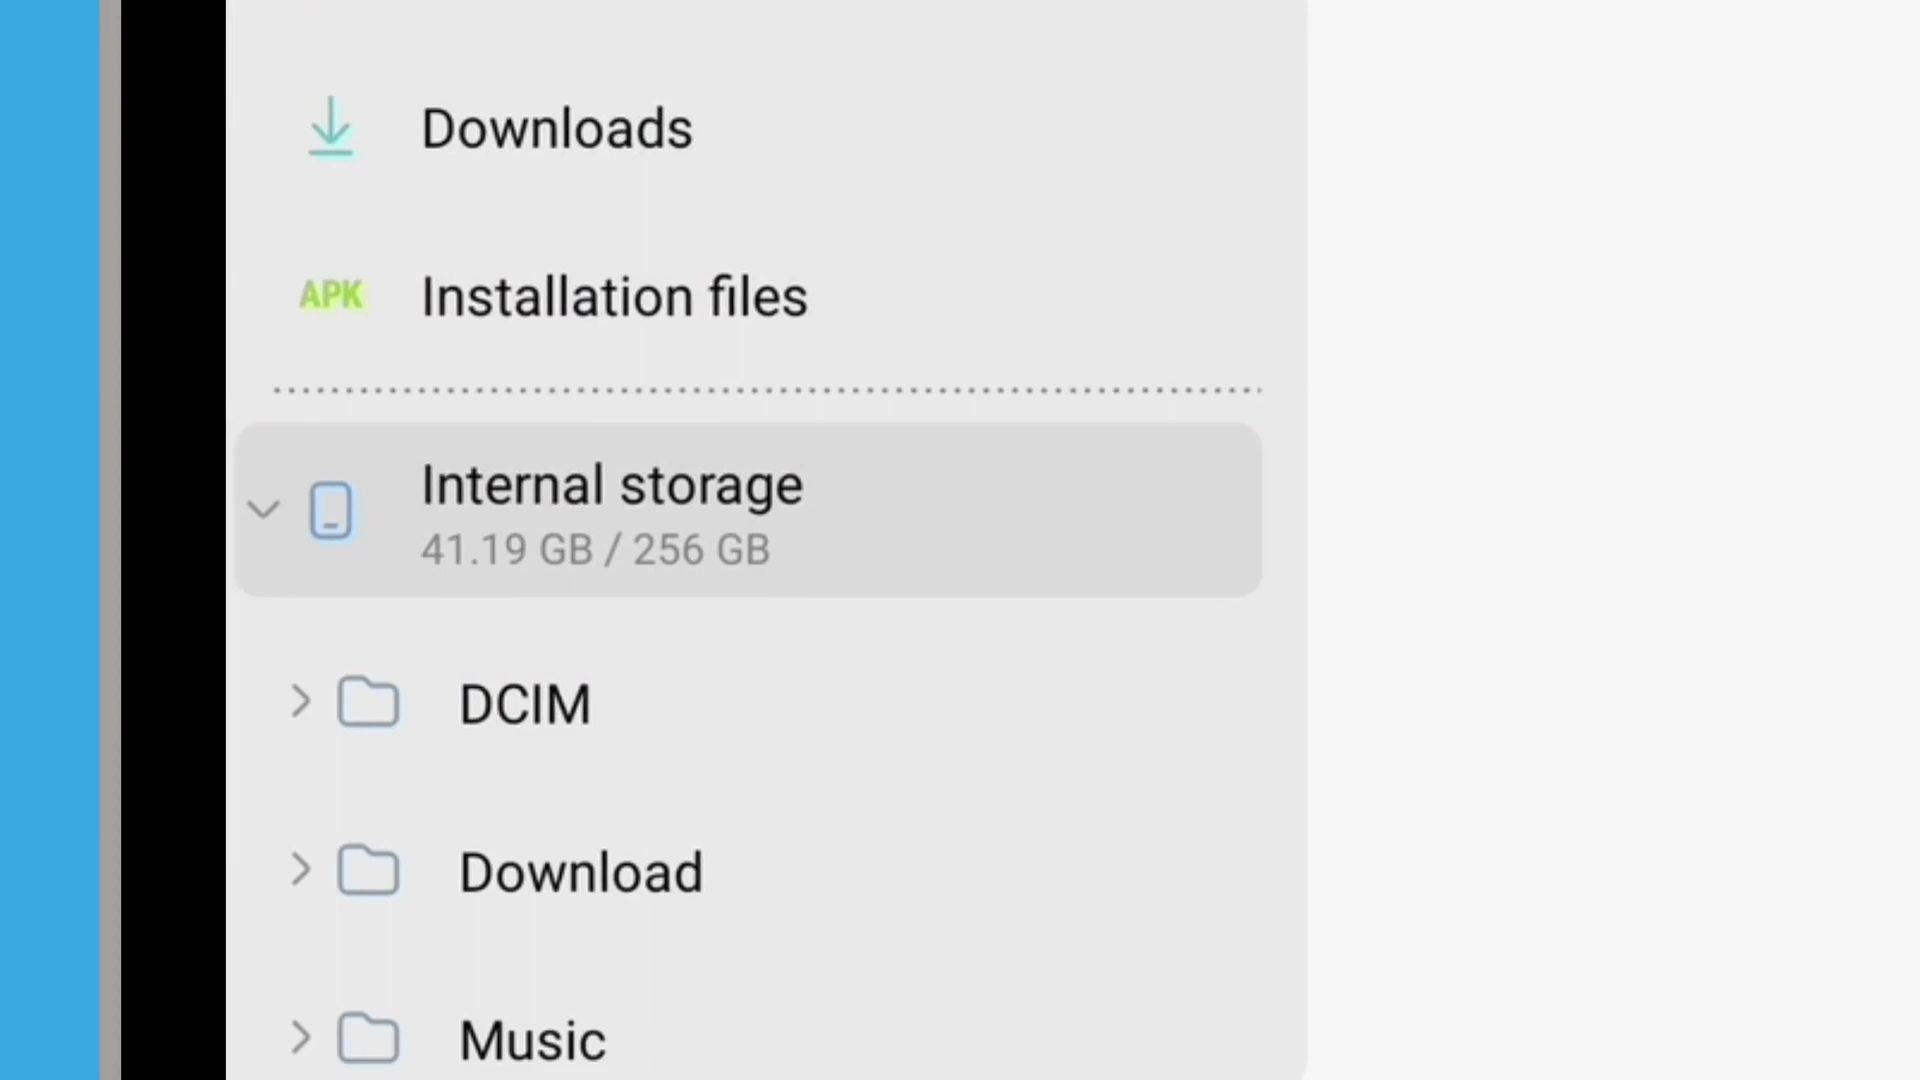 Downloads
APK
Installation files
Internal storage
41.19 GB / 256 GB
DCIM
Download
Music